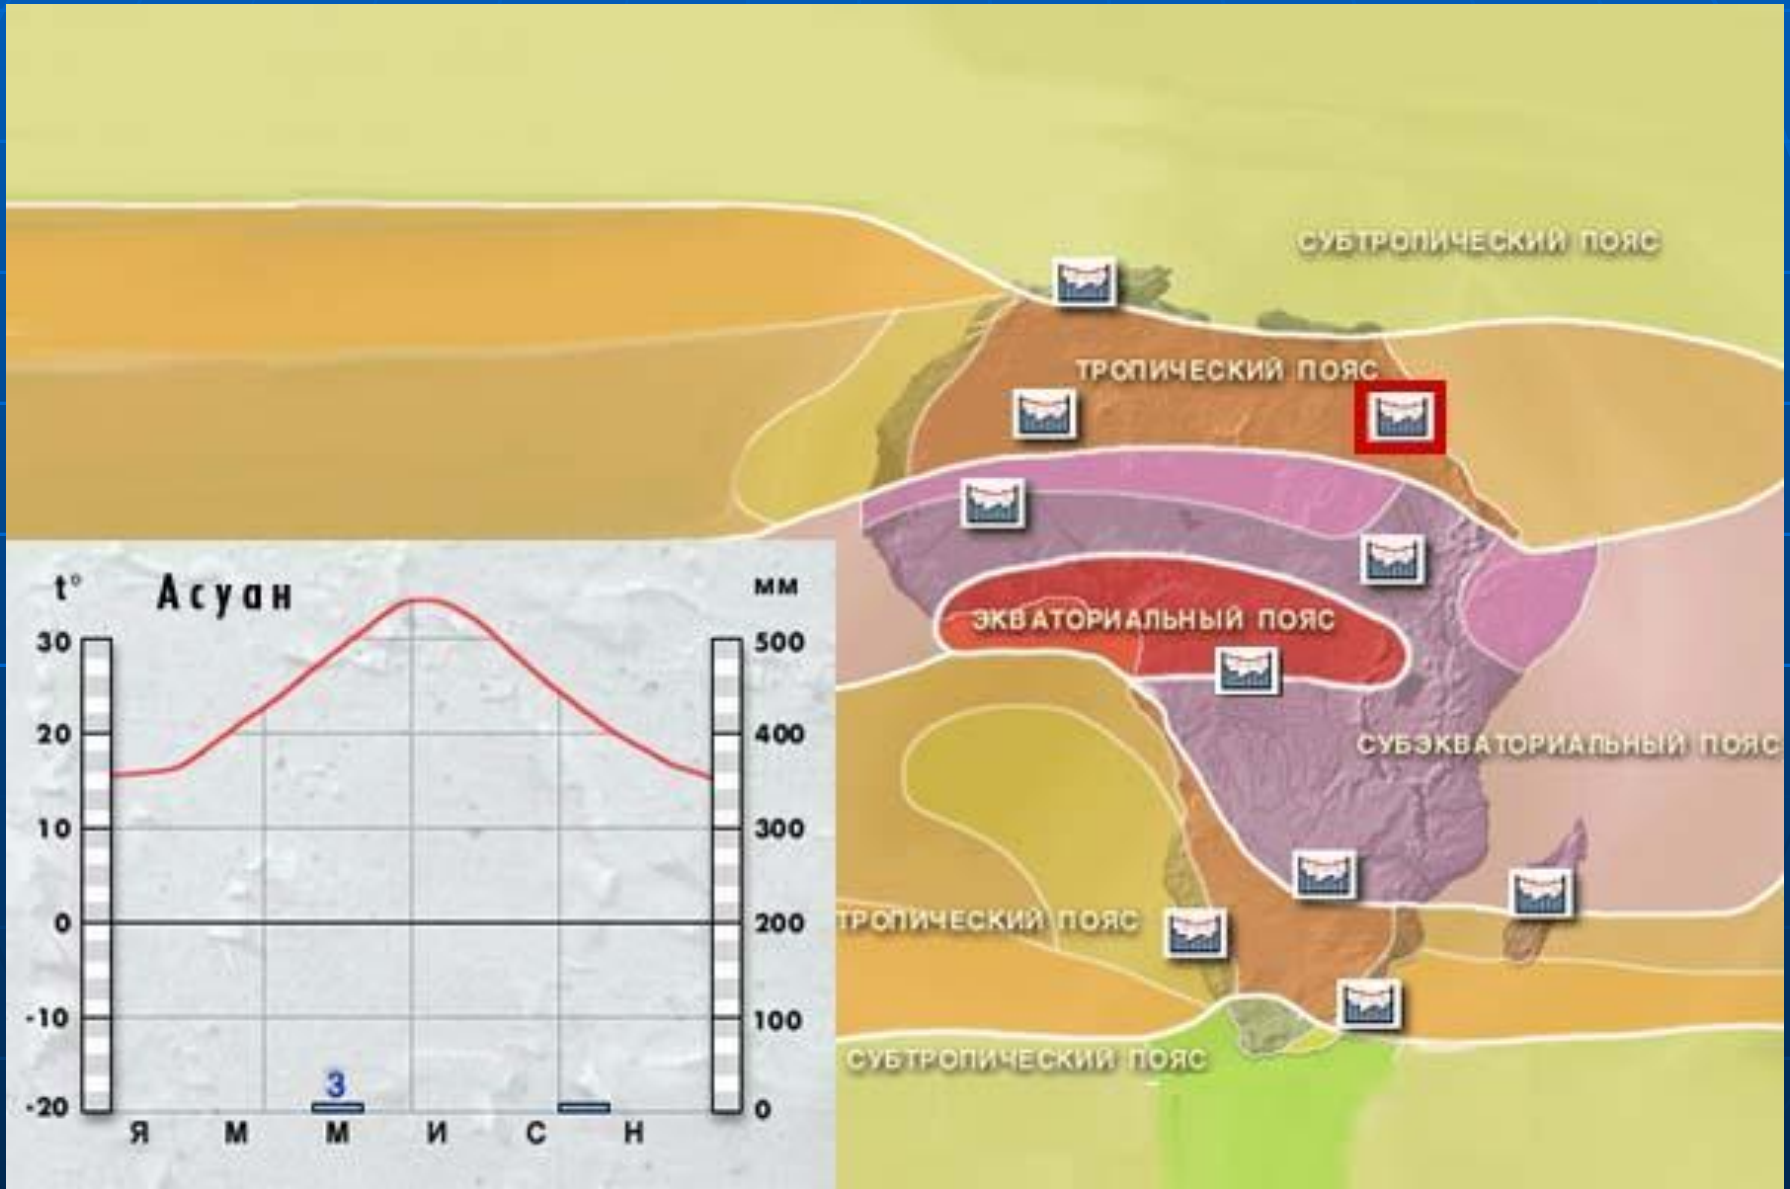 СУБТРОПИЧЕСКИЙ ПОЯС
ТРОПИЧЕСКИЙ ПОЯС
ЭКВАТОРИАЛЬНЫЙ ПОЯС
СУБЭКВАТОРИАЛЬНЫЙ ПОЯС
ТРОПИЧЕСКИЙ ПОЯС
СУБТРОПИЧЕСКИЙ ПОЯС
t° Асуан мм
30 500
20 400
10 300
0 200
-10 100
3
-20 0
Я М М И С Н